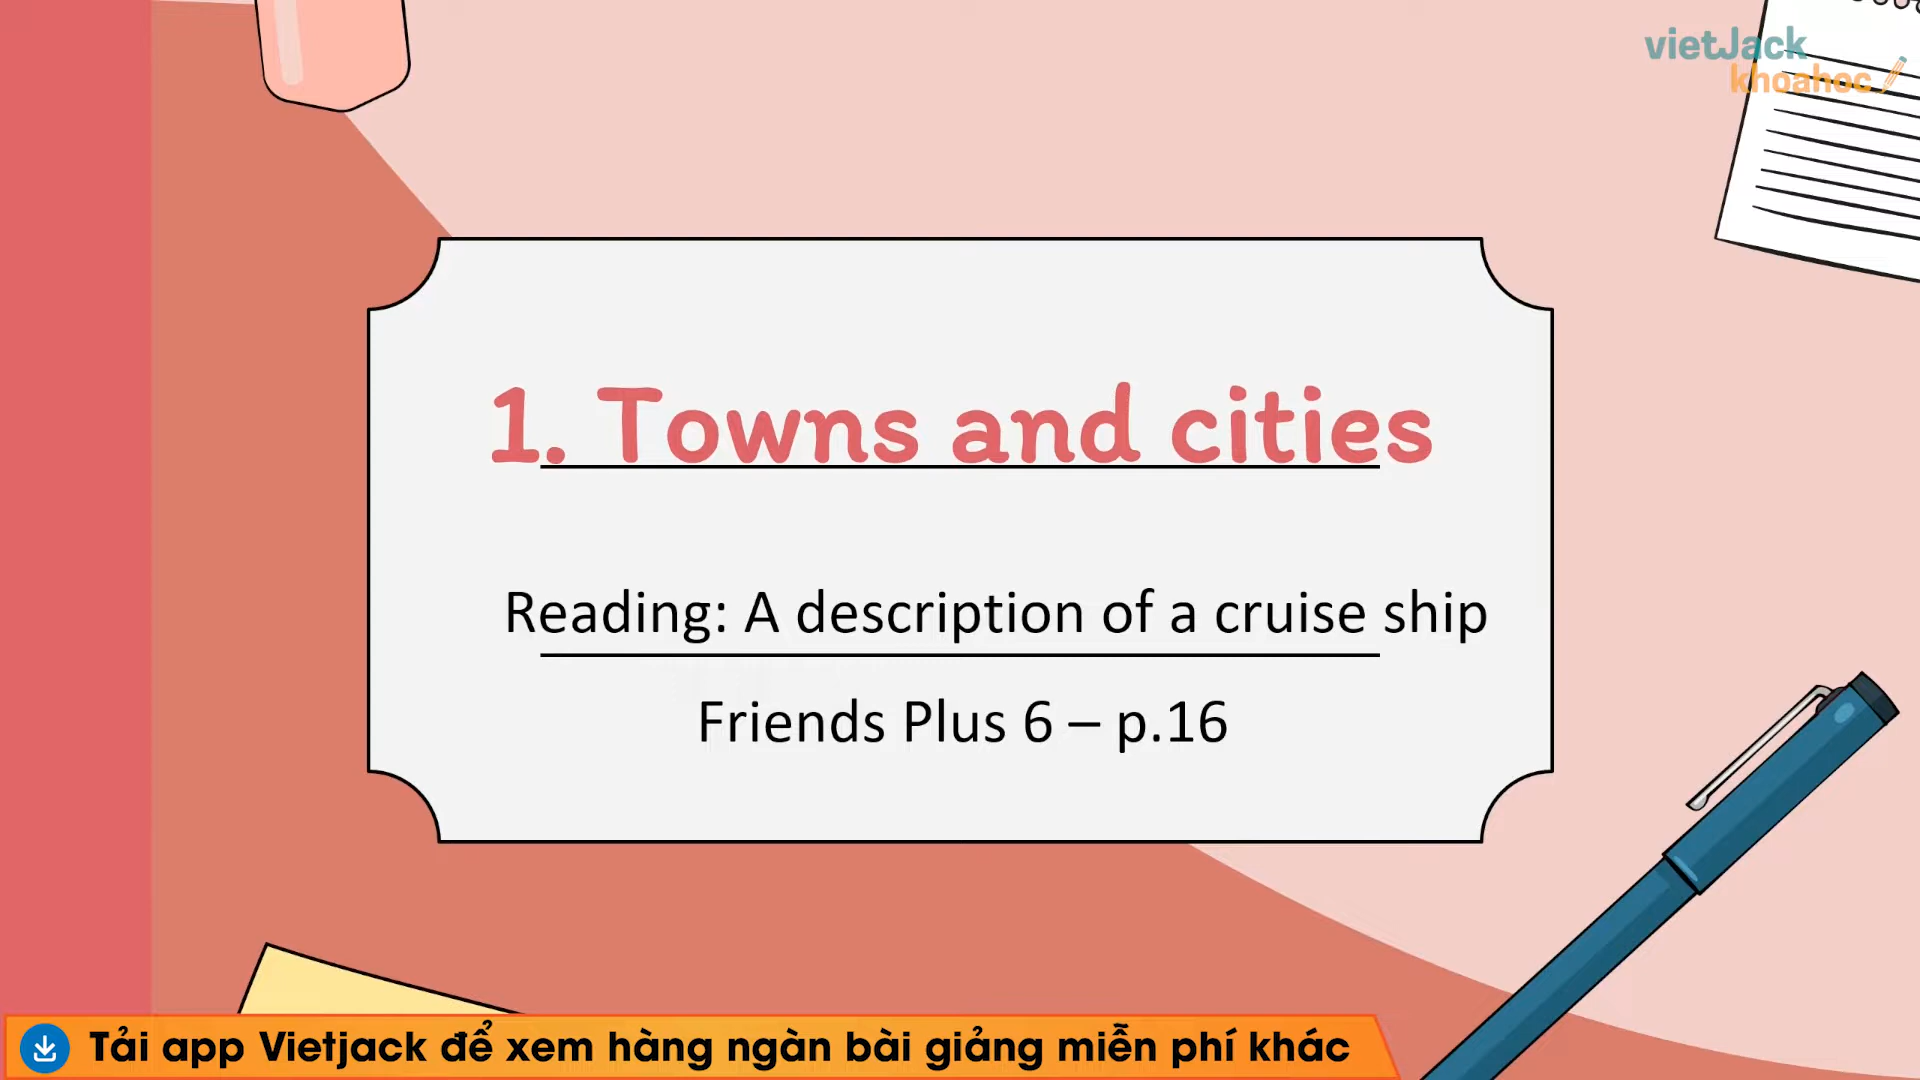 vietJack
khoahoc
1. Towns and cities
Reading: A description of a cruise ship
Friends Plus 6 – p.16
Tải app Vietjack để xem hàng ngàn bài giảng miễn phí khác